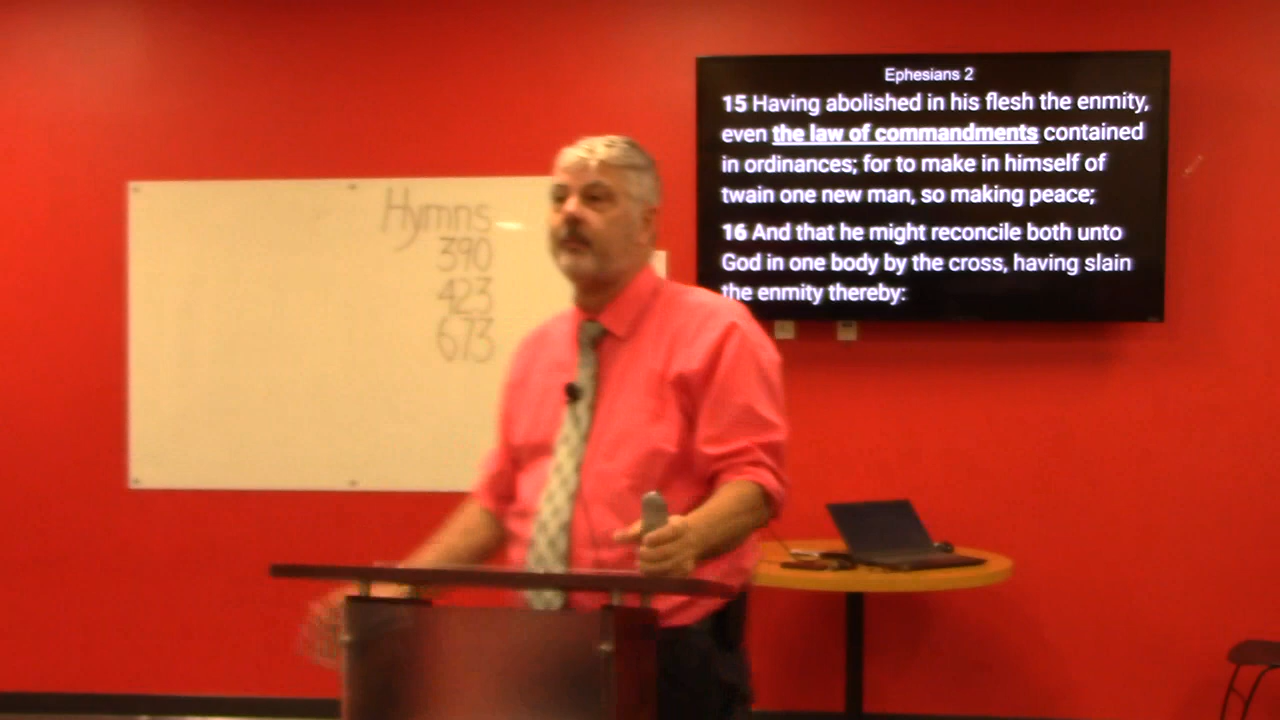 Hymns
390
423
673
Ephesians 2
15 Having abolished in his flesh the enmity,
even the law of commandments contained
in ordinances; for to make in himself of
twain one new man, so making peace;
16 And that he might reconcile both unto
God in one body by the cross, having slain
the enmity thereby: